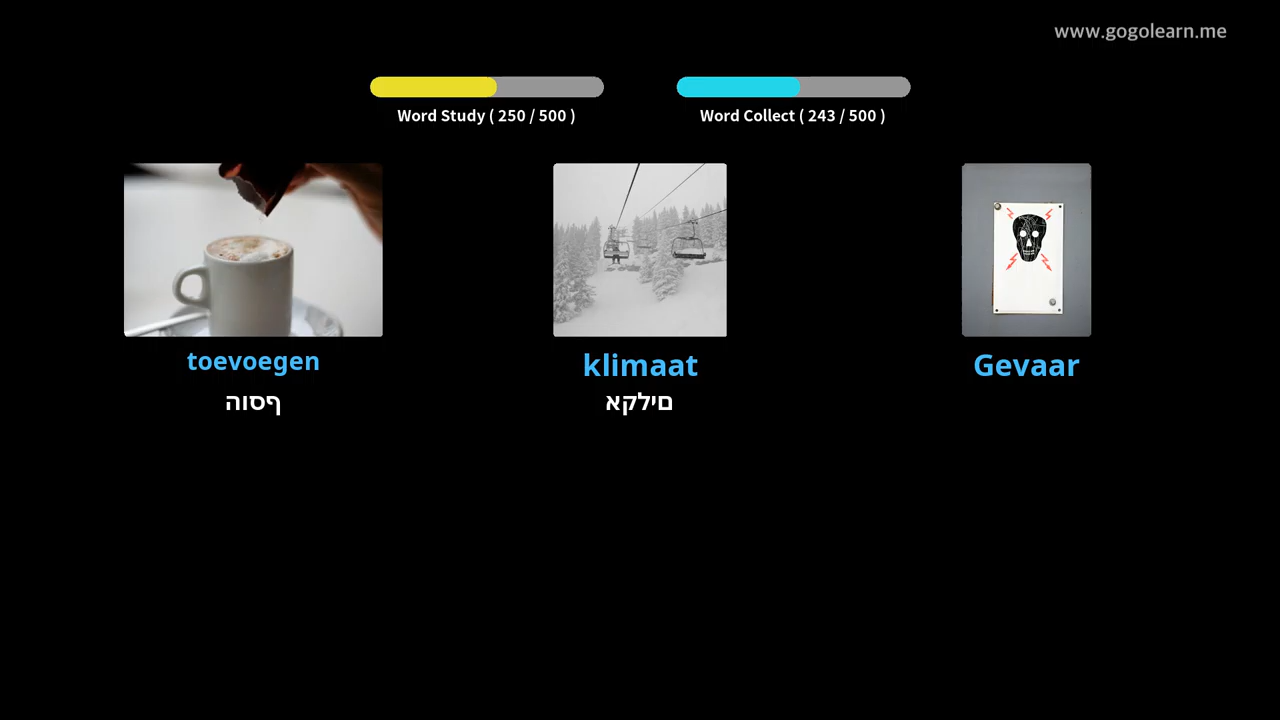 www.gogolearn.me
Word Study ( 250 / 500 )
Word Collect ( 243 / 500 )
toevoegen
ףסוה
klimaat
םילקא
Gevaar